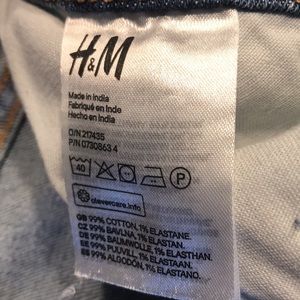 H&M
Made in India
Fabriqué en Inde
Hecho en India
O/N 217435
P/N 0730863 4
40
P
clevercare.info
GB 99% COTTON, 1% ELASTANE.
CZ 99% BAVLNA, 1% ELASTAN.
DE 99% BAUMWOLLE, 1% ELASTHAN.
EE 99% PUUVILL, 1% ELASTAAN.
ES 99% ALGODÓN, 1% ELASTANO.